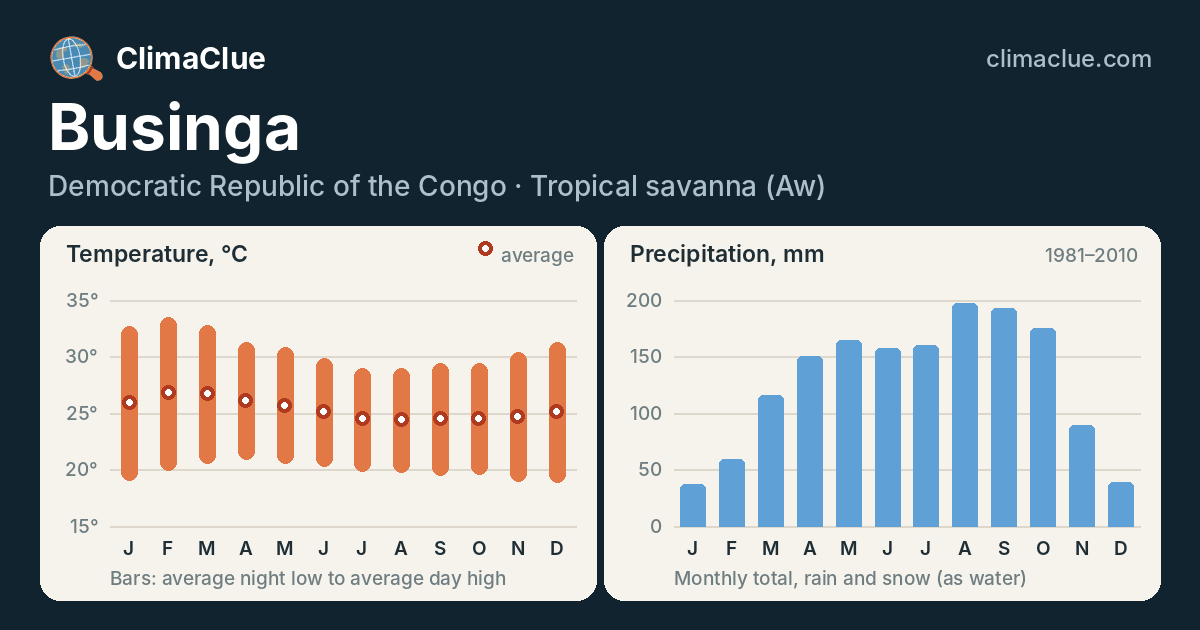 ClimaClue
climaclue.com
Businga
Democratic Republic of the Congo · Tropical savanna (Aw)
Temperature, °C
average
35°
30°
25°
20°
15°
J F M A M J J A S O N D
Bars: average night low to average day high
Precipitation, mm
1981–2010
200
150
100
50
0
J F M A M J J A S O N D
Monthly total, rain and snow (as water)